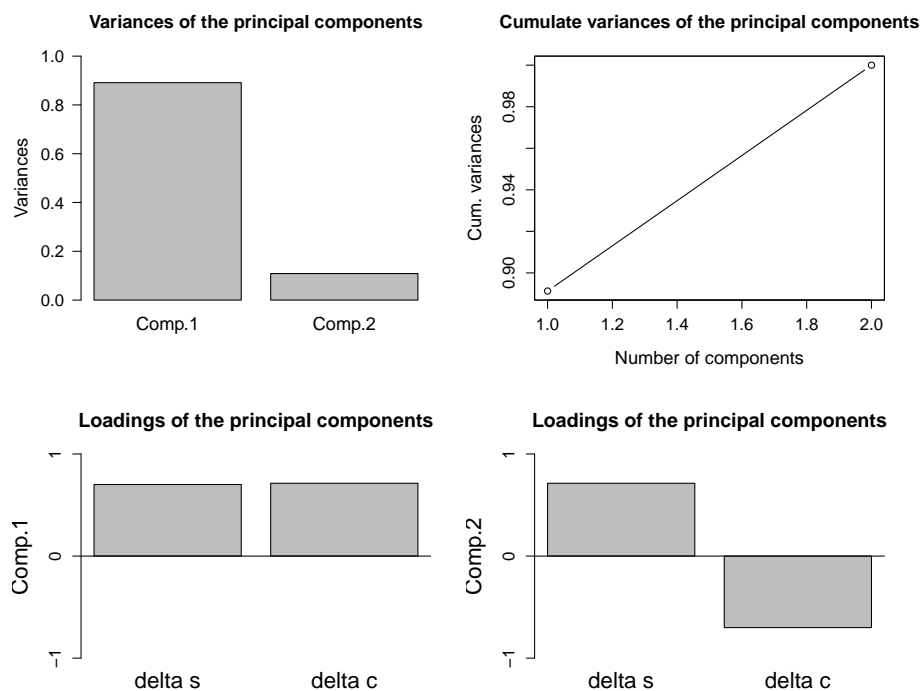 Variances of the principal components
Variances
1.0
0.8
0.6
0.4
0.2
0.0
Comp.1 Comp.2
Cumulate variances of the principal components
Cum. variances
0.98
0.94
0.90
1.0 1.2 1.4 1.6 1.8 2.0
Number of components
Loadings of the principal components
Comp.1
1
0
−1
delta s delta c
Loadings of the principal components
Comp.2
1
0
−1
delta s delta c